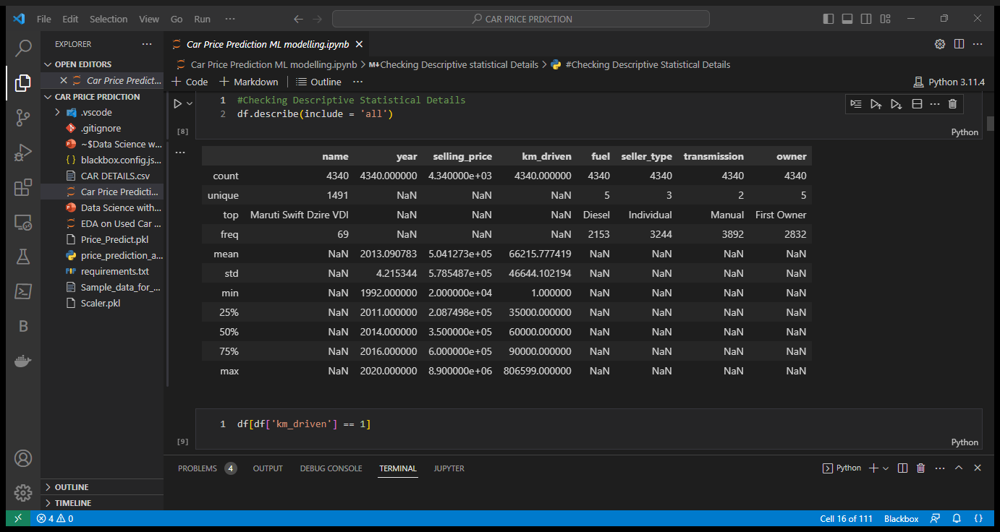 File Edit Selection View Go Run ··· CAR PRICE PRDICTION
EXPLORER ···
OPEN EDITORS
Car Price Predict...
CAR PRICE PRDICTION
.vscode
.gitignore
~$Data Science w...
{ } blackbox.config.js...
CAR DETAILS.csv
Car Price Predicti...
Data Science with...
EDA on Used Car ...
Price_Predict.pkl
price_prediction_a...
requirements.txt
Sample_data_for_...
Scaler.pkl
OUTLINE
TIMELINE
Car Price Prediction ML modelling.ipynb
Car Price Prediction ML modelling.ipynb > M↓Checking Descriptive statistical Details > #Checking Descriptive Statistical Details
+ Code + Markdown Outline ··· Python 3.11.4
1 #Checking Descriptive Statistical Details
2 df.describe(include = 'all')
[8] Python
name year selling_price km_driven fuel seller_type transmission owner
count 4340 4340.000000 4.340000e+03 4340.000000 4340 4340 4340 4340
unique 1491 NaN NaN NaN 5 3 2 5
top Maruti Swift Dzire VDI NaN NaN NaN Diesel Individual Manual First Owner
freq 69 NaN NaN NaN 2153 3244 3892 2832
mean NaN 2013.090783 5.041273e+05 66215.777419 NaN NaN NaN NaN
std NaN 4.215344 5.785487e+05 46644.102194 NaN NaN NaN NaN
min NaN 1992.000000 2.000000e+04 1.000000 NaN NaN NaN NaN
25% NaN 2011.000000 2.087498e+05 35000.000000 NaN NaN NaN NaN
50% NaN 2014.000000 3.500000e+05 60000.000000 NaN NaN NaN NaN
75% NaN 2016.000000 6.000000e+05 90000.000000 NaN NaN NaN NaN
max NaN 2020.000000 8.900000e+06 806599.000000 NaN NaN NaN NaN
1 df[df['km_driven'] == 1]
[9] Python
PROBLEMS 4 OUTPUT DEBUG CONSOLE TERMINAL JUPYTER Python
4 0 Cell 16 of 111 Blackbox { }